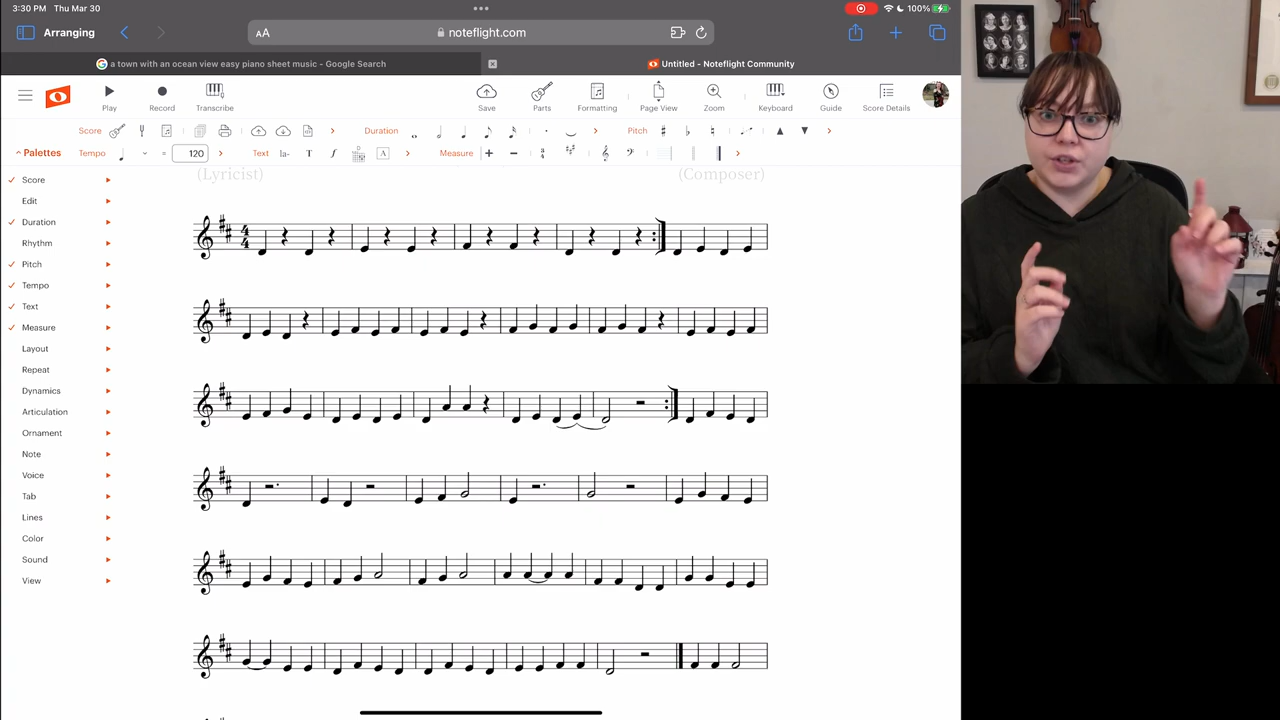 3:30 PM Thu Mar 30
100%
Arranging
AA
noteflight.com
a town with an ocean view easy piano sheet music - Google Search
Untitled - Noteflight Community
Play
Record
Transcribe
Save
Parts
Formatting
Page View
Zoom
Keyboard
Guide
Score Details
Score
Duration
Pitch
Palettes
Tempo
= 120
Text
la-
T
f
A
Measure
(Lyricist)
(Composer)
Score
Edit
Duration
Rhythm
Pitch
Tempo
Text
Measure
Layout
Repeat
Dynamics
Articulation
Ornament
Note
Voice
Tab
Lines
Color
Sound
View
4
4